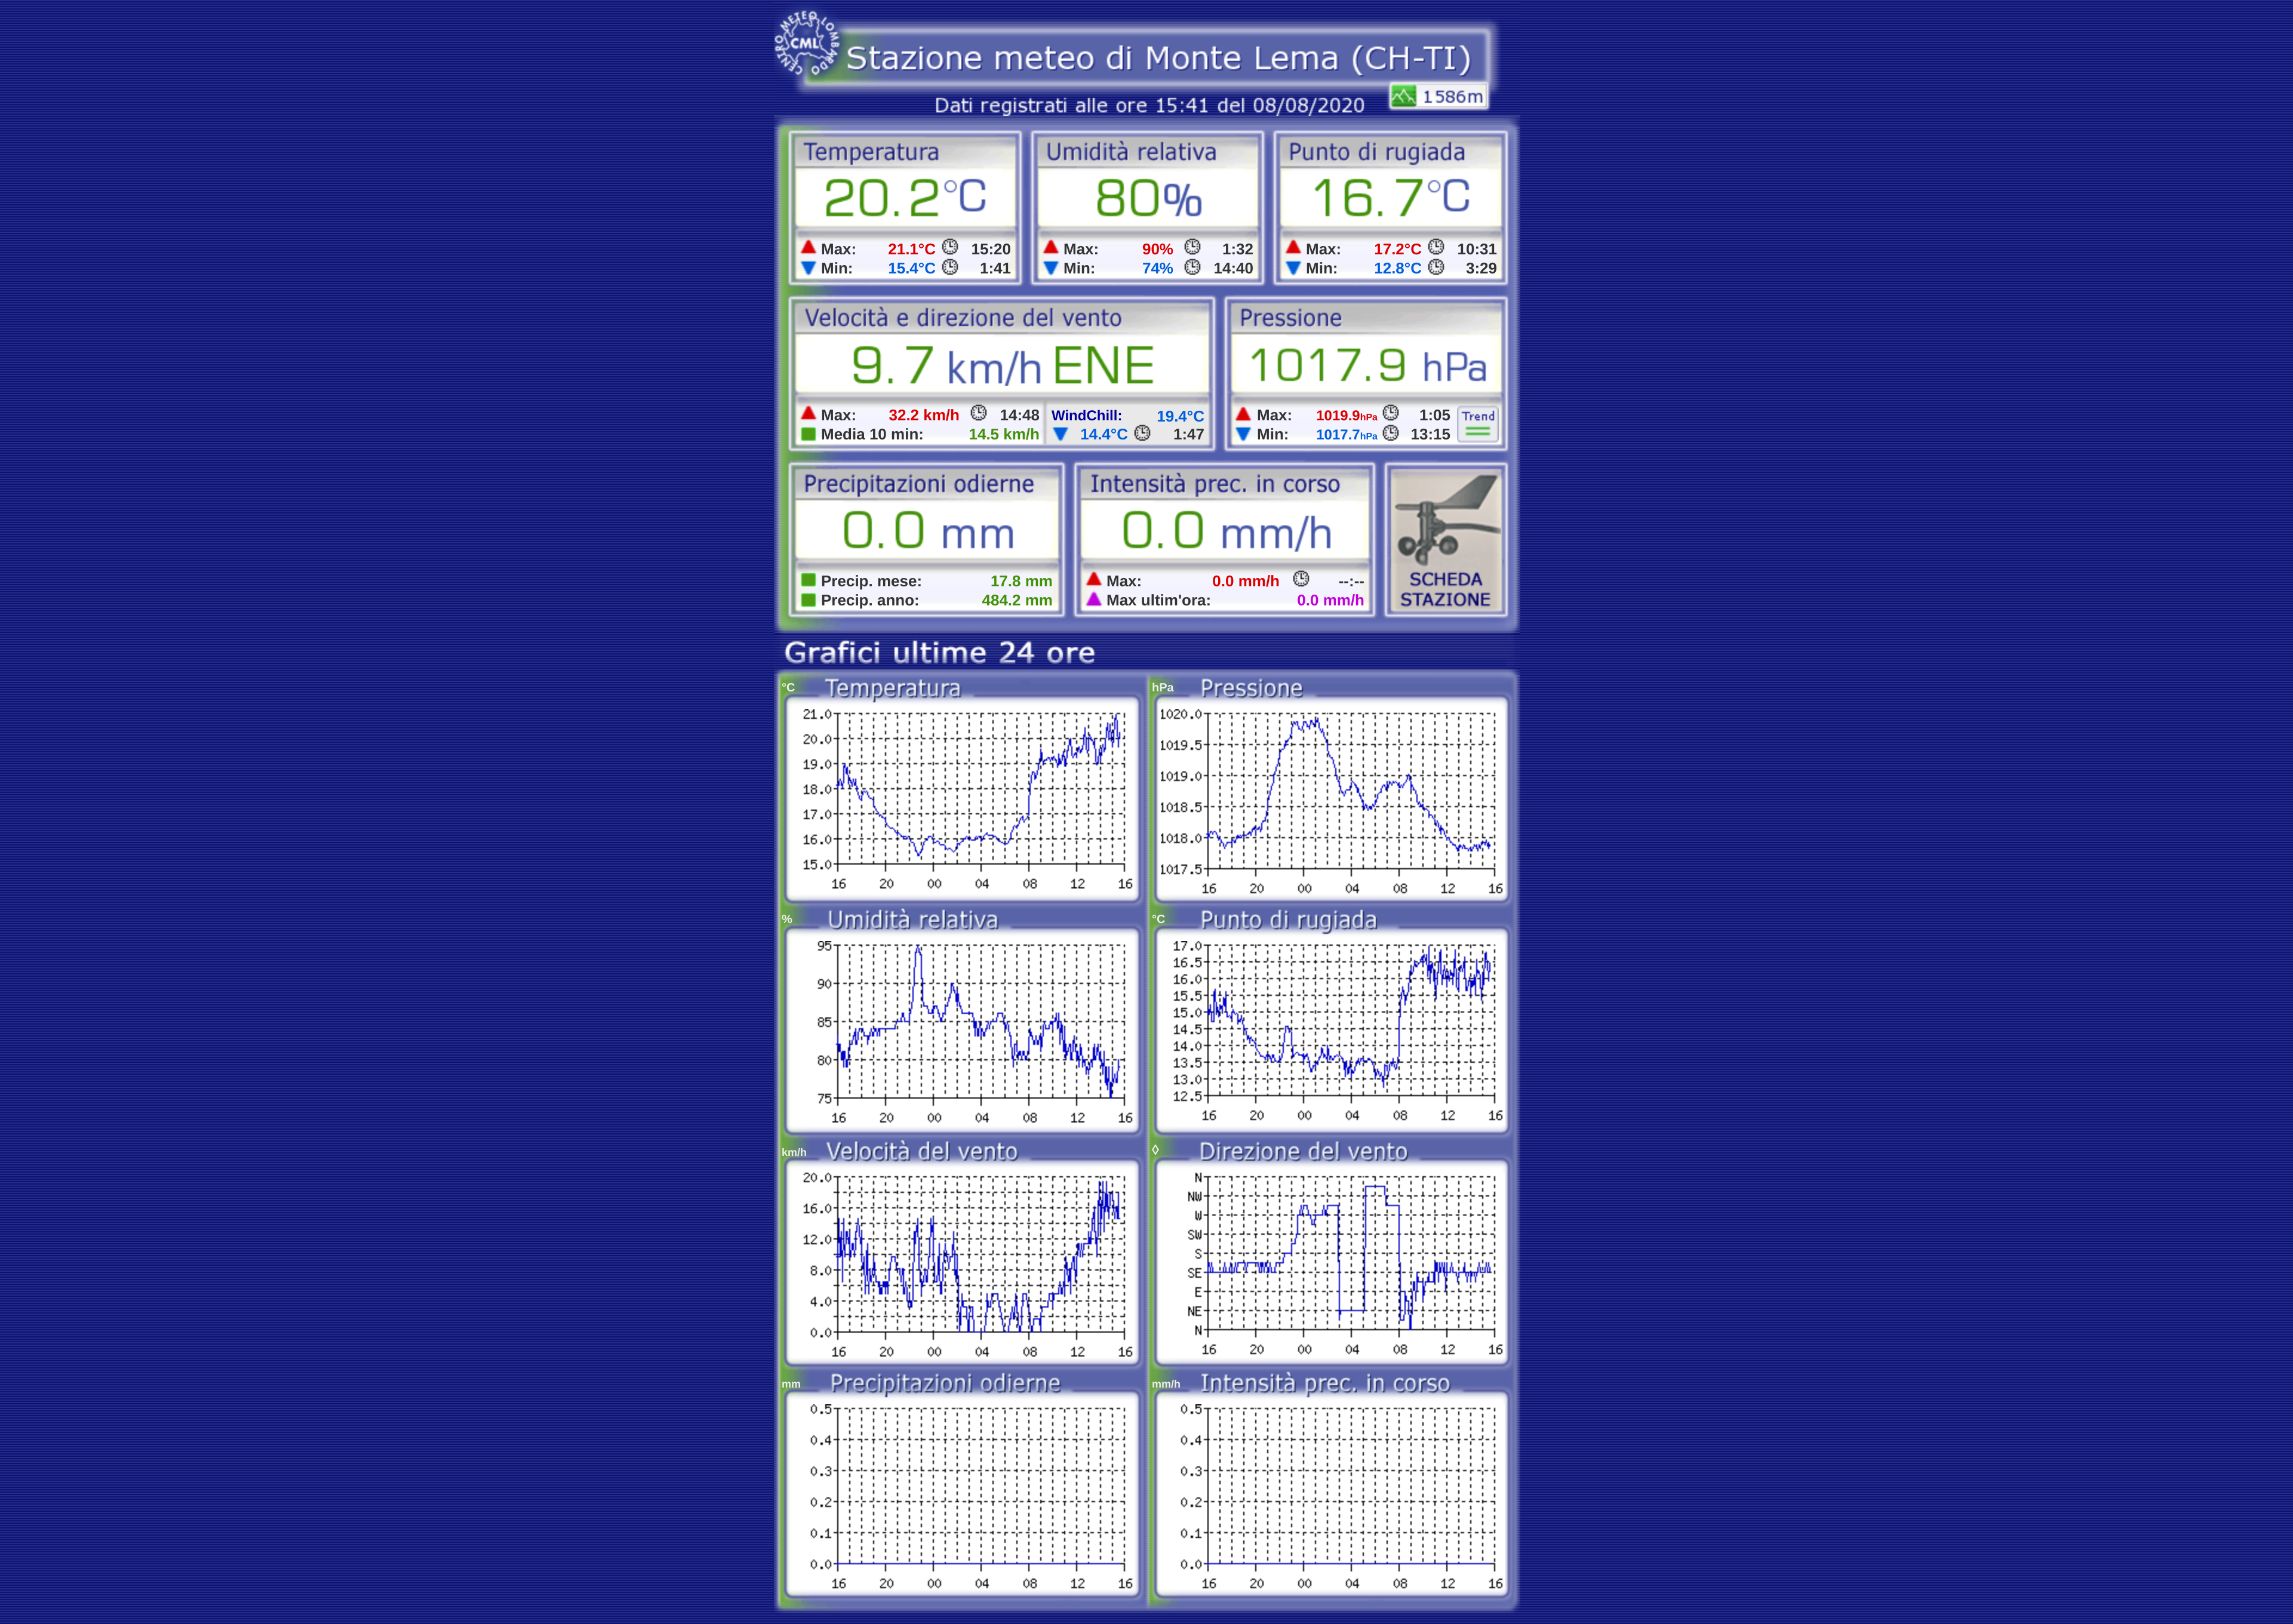 CENTRO METEO LOMBARDO
CML
Stazione meteo di Monte Lema (CH-TI)
Dati registrati alle ore 15:41 del 08/08/2020
1586m
Temperatura
20.2°C
Max: 21.1°C 15:20
Min: 15.4°C 1:41
Umidità relativa
80%
Max: 90% 1:32
Min: 74% 14:40
Punto di rugiada
16.7°C
Max: 17.2°C 10:31
Min: 12.8°C 3:29
Velocità e direzione del vento
9.7 km/h ENE
Max: 32.2 km/h 14:48
Media 10 min: 14.5 km/h
WindChill: 19.4°C
14.4°C 1:47
Pressione
1017.9 hPa
Max: 1019.9hPa 1:05
Min: 1017.7hPa 13:15
Trend
Precipitazioni odierne
0.0 mm
Precip. mese: 17.8 mm
Precip. anno: 484.2 mm
Intensità prec. in corso
0.0 mm/h
Max: 0.0 mm/h --:--
Max ultim'ora: 0.0 mm/h
SCHEDA
STAZIONE
Grafici ultime 24 ore
°C Temperatura
21.0
20.0
19.0
18.0
17.0
16.0
15.0
16 20 00 04 08 12 16
hPa Pressione
1020.0
1019.5
1019.0
1018.5
1018.0
1017.5
16 20 00 04 08 12 16
% Umidità relativa
95
90
85
80
75
16 20 00 04 08 12 16
°C Punto di rugiada
17.0
16.5
16.0
15.5
15.0
14.5
14.0
13.5
13.0
12.5
16 20 00 04 08 12 16
km/h Velocità del vento
20.0
16.0
12.0
8.0
4.0
0.0
16 20 00 04 08 12 16
◊ Direzione del vento
N
NW
W
SW
S
SE
E
NE
N
16 20 00 04 08 12 16
mm Precipitazioni odierne
0.5
0.4
0.3
0.2
0.1
0.0
16 20 00 04 08 12 16
mm/h Intensità prec. in corso
0.5
0.4
0.3
0.2
0.1
0.0
16 20 00 04 08 12 16